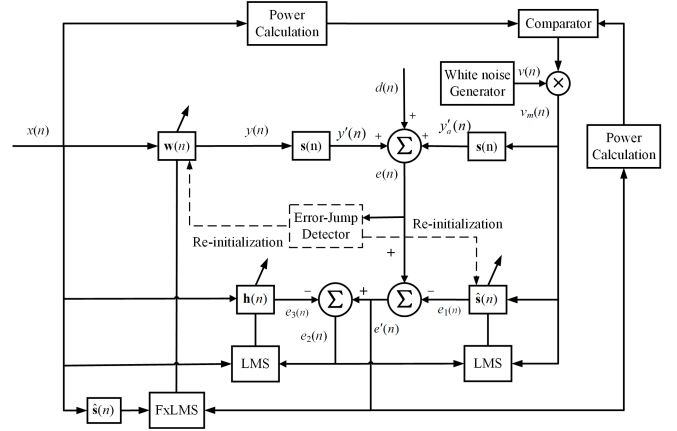 Power
Calculation
Comparator
White noise
Generator
v(n)
×
v_m(n)
d(n)
+
x(n)
w(n)
y(n)
s(n)
y′(n)
+
Σ
+
y′_a(n)
s(n)
Power
Calculation
e(n)
Error-Jump
Detector
Re-initialization
Re-initialization
+
h(n)
−
Σ
+
Σ
−
ŝ(n)
e_3(n)
e_2(n)
e′(n)
e_1(n)
LMS
LMS
ŝ(n)
FxLMS